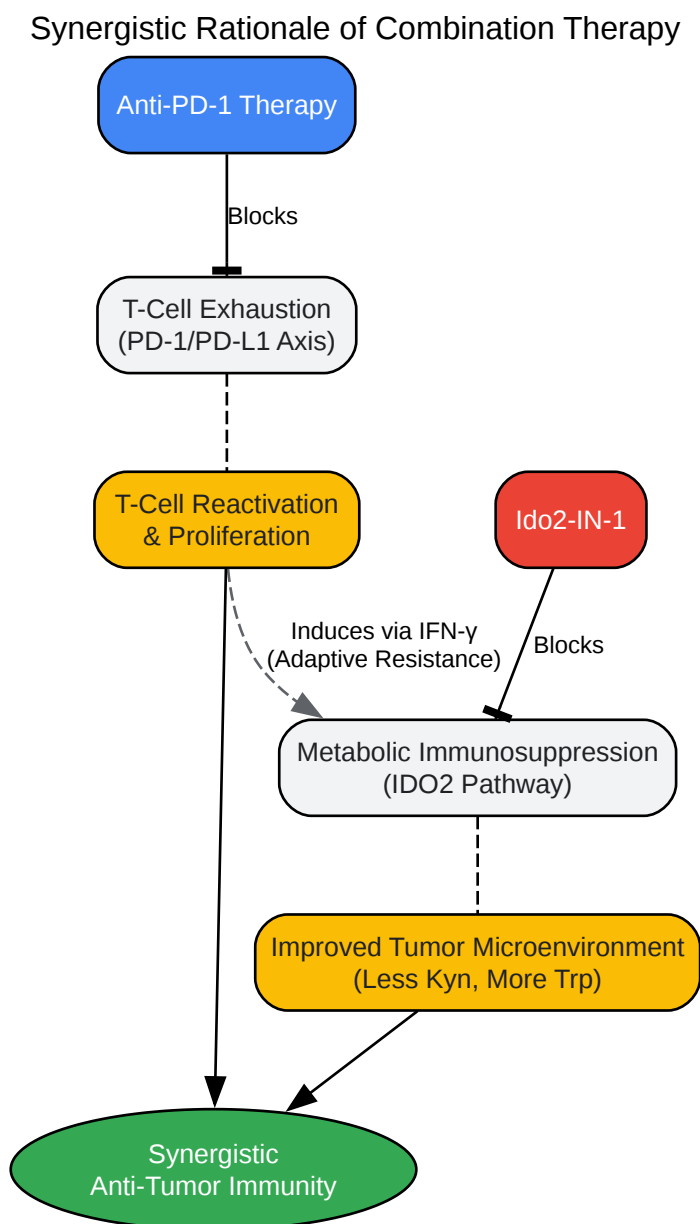 Synergistic Rationale of Combination Therapy
Anti-PD-1 Therapy
Blocks
T-Cell Exhaustion
(PD-1/PD-L1 Axis)
T-Cell Reactivation
& Proliferation
Ido2-IN-1
Induces via IFN-γ
(Adaptive Resistance)
Blocks
Metabolic Immunosuppression
(IDO2 Pathway)
Improved Tumor Microenvironment
(Less Kyn, More Trp)
Synergistic
Anti-Tumor Immunity